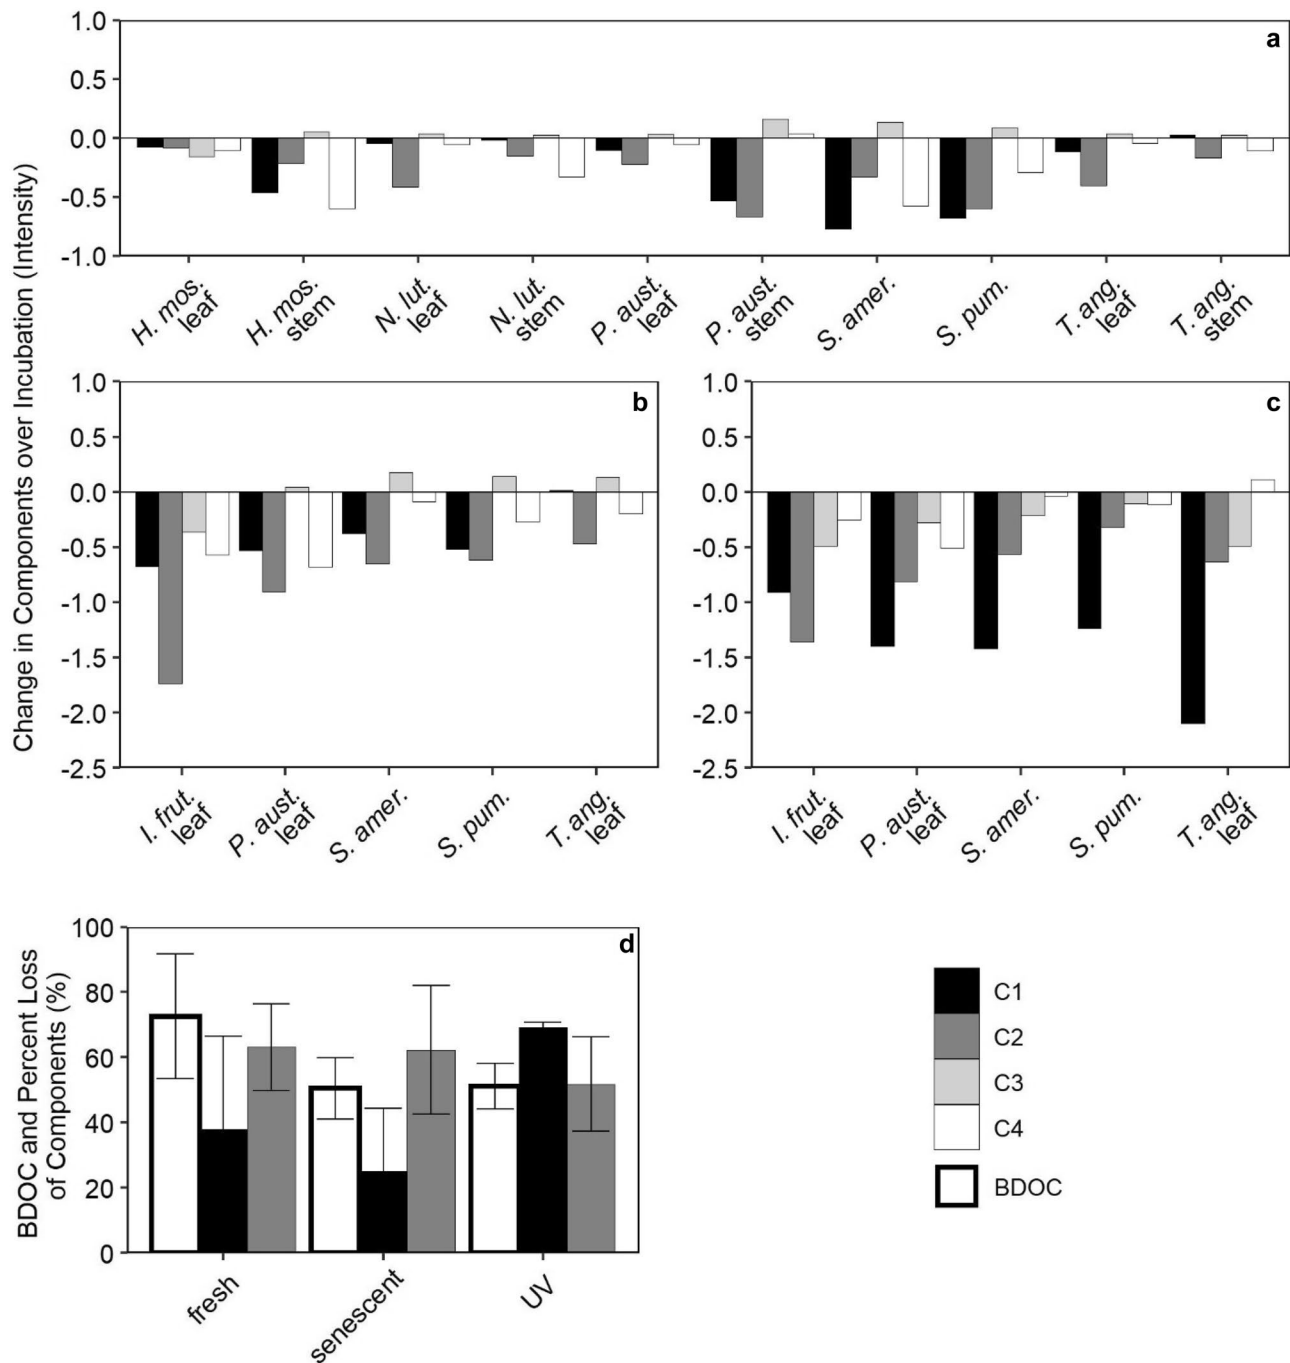 Change in Components over Incubation (Intensity)
a
1.0
0.5
0.0
-0.5
-1.0
H. mos.
leaf
H. mos.
stem
N. lut.
leaf
N. lut.
stem
P. aust.
leaf
P. aust.
stem
S. amer.
S. pum.
T. ang.
leaf
T. ang.
stem
b
1.0
0.5
0.0
-0.5
-1.0
-1.5
-2.0
-2.5
I. frut.
leaf
P. aust.
leaf
S. amer.
S. pum.
T. ang.
leaf
c
1.0
0.5
0.0
-0.5
-1.0
-1.5
-2.0
-2.5
I. frut.
leaf
P. aust.
leaf
S. amer.
S. pum.
T. ang.
leaf
BDOC and Percent Loss
of Components (%)
d
100
80
60
40
20
0
fresh
senescent
UV
C1
C2
C3
C4
BDOC